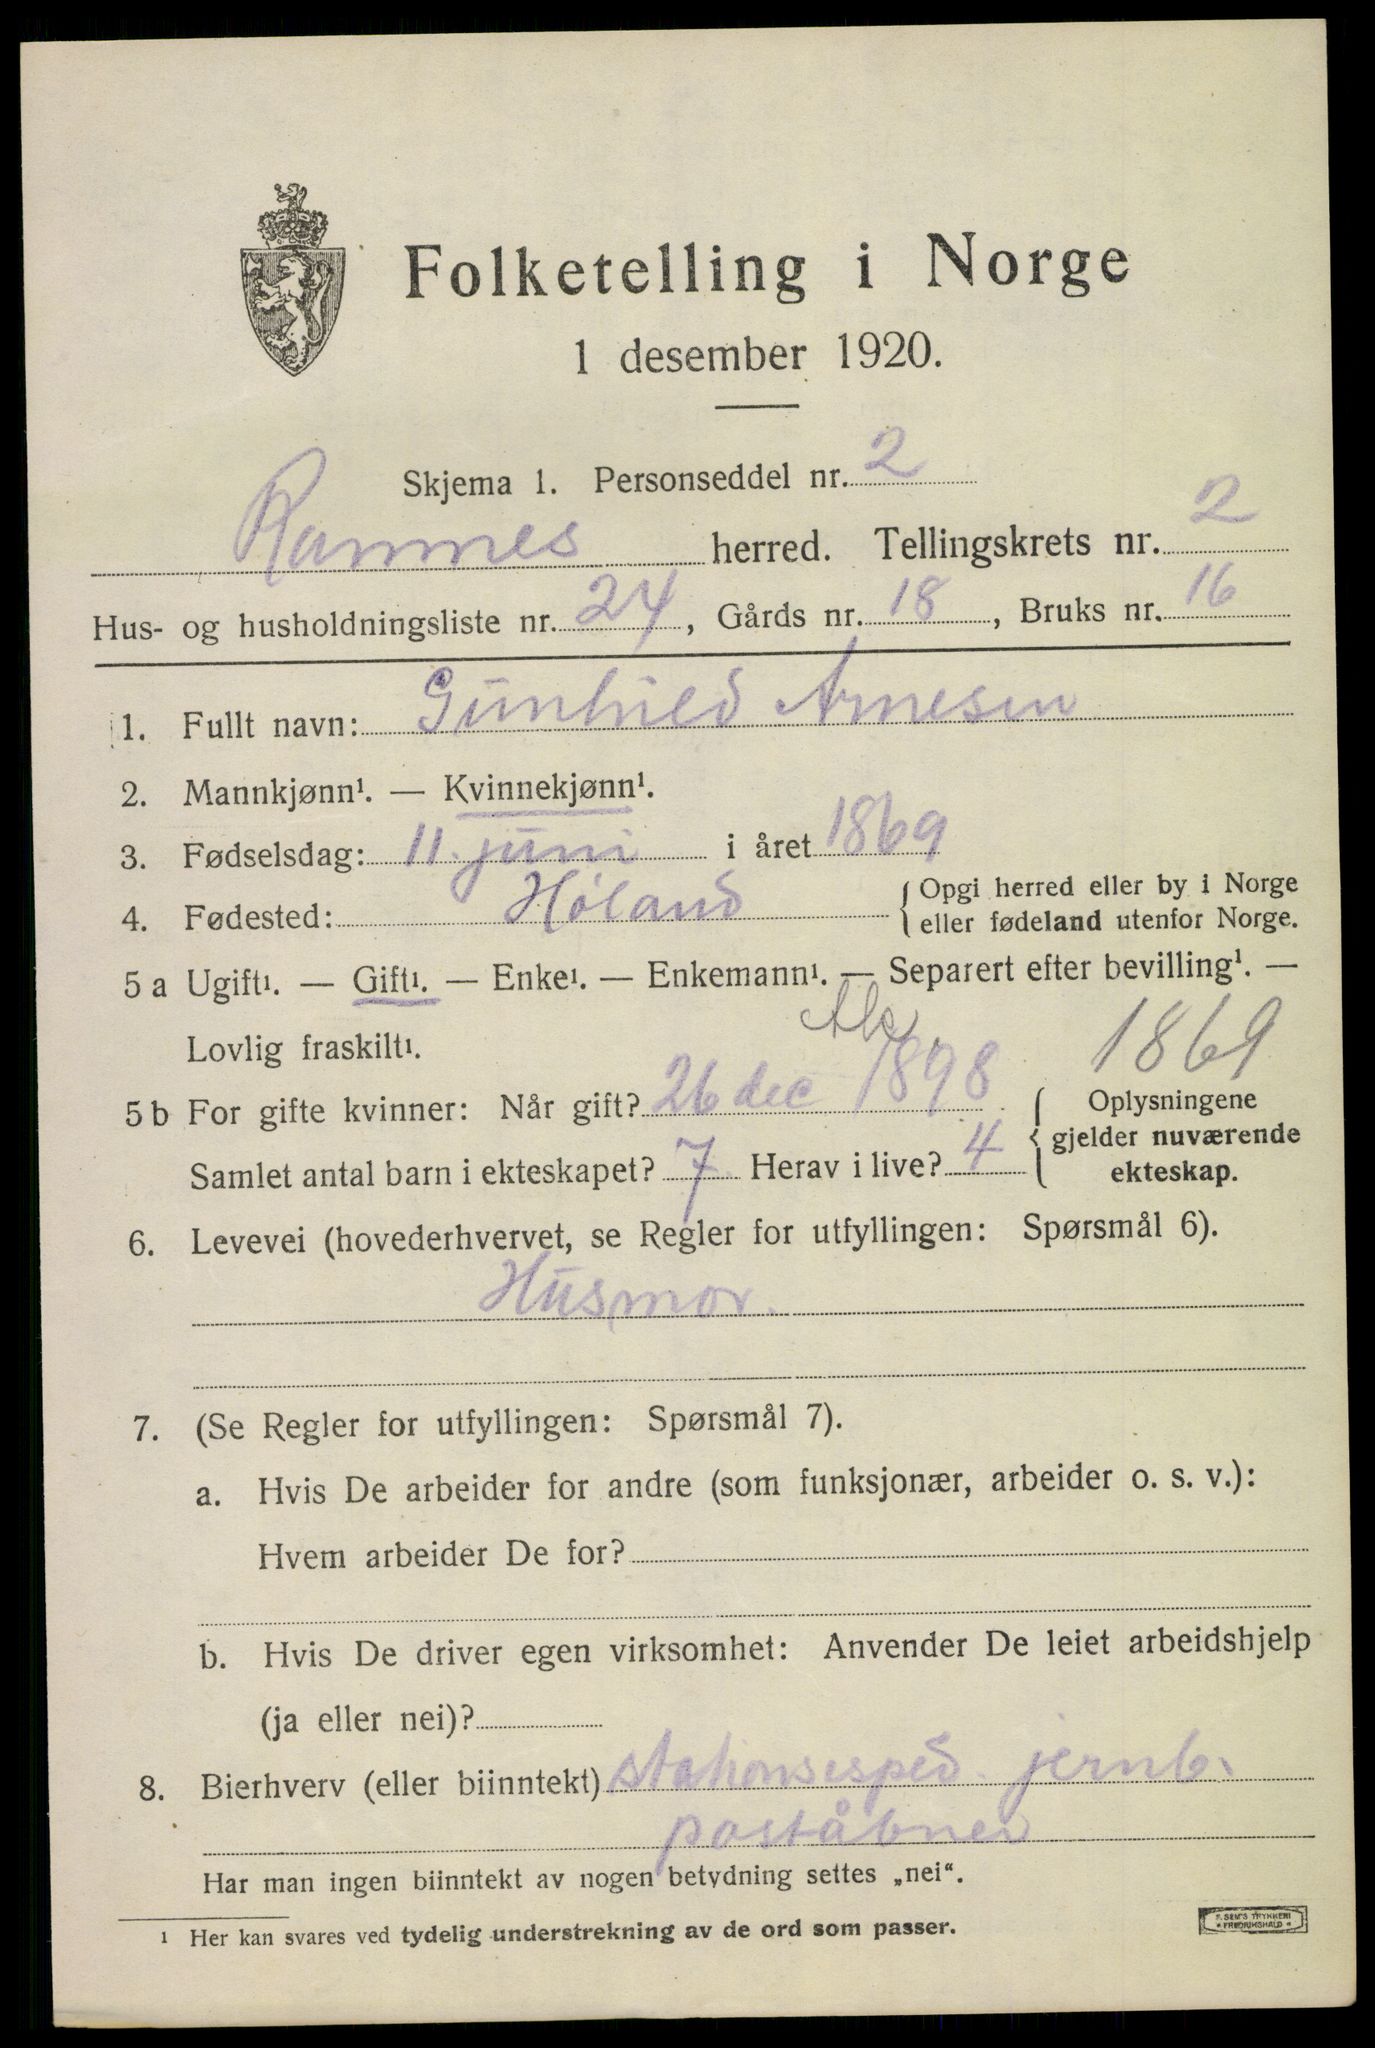 Folketelling i Norge
1 desember 1920.
Skjema 1. Personseddel nr. 2
Ramnes herred. Tellingskrets nr. 2
Hus- og husholdningsliste nr. 24, Gårds nr. 18, Bruks nr. 16
1. Fullt navn: Gunhild Arnesen
2. Mannkjønn¹. — Kvinnekjønn¹.
3. Fødselsdag: 11. juni i året 1869
4. Fødested: Høland { Opgi herred eller by i Norge
eller fødeland utenfor Norge.
5 a Ugift¹. — Gift¹. — Enke¹. — Enkemann¹. — Separert efter bevilling¹. —
Lovlig fraskilt¹. Ak. 1869
5 b For gifte kvinner: Når gift? 26 dec 1898 { Oplysningene
gjelder nuværende
Samlet antal barn i ekteskapet? 7. Herav i live? 4 ekteskap.
6. Levevei (hovederhvervet, se Regler for utfyllingen: Spørsmål 6).
Husmor.
7. (Se Regler for utfyllingen: Spørsmål 7).
a. Hvis De arbeider for andre (som funksjonær, arbeider o. s. v.):
Hvem arbeider De for?
b. Hvis De driver egen virksomhet: Anvender De leiet arbeidshjelp
(ja eller nei)?
8. Bierhverv (eller biinntekt) stationsesped. jernb.
poståbner
Har man ingen biinntekt av nogen betydning settes „nei“.
¹ Her kan svares ved tydelig understrekning av de ord som passer.
F. SEM'S TRYKKERI
* FREDRIKSHALD *